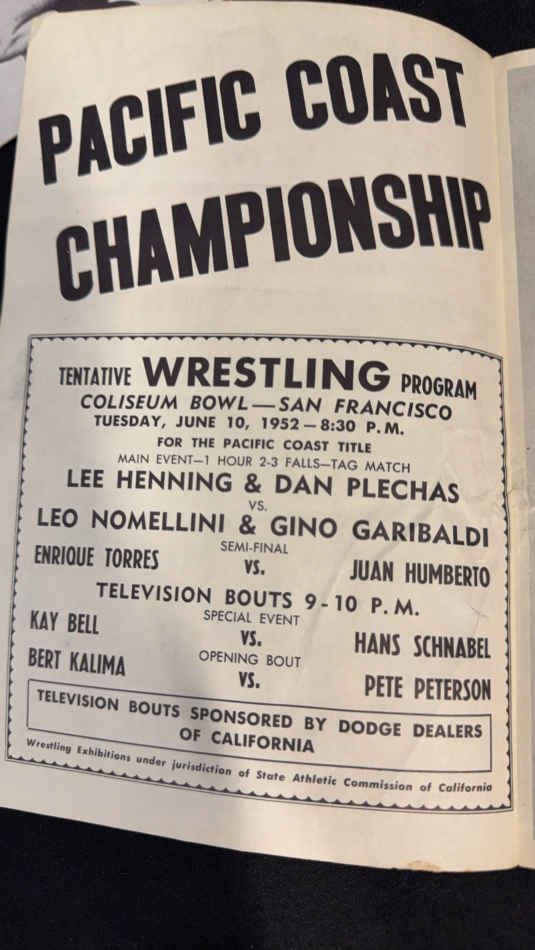 PACIFIC COAST
CHAMPIONSHIP
TENTATIVE WRESTLING PROGRAM
COLISEUM BOWL—SAN FRANCISCO
TUESDAY, JUNE 10, 1952—8:30 P.M.
FOR THE PACIFIC COAST TITLE
MAIN EVENT—1 HOUR 2-3 FALLS—TAG MATCH
LEE HENNING & DAN PLECHAS
VS.
LEO NOMELLINI & GINO GARIBALDI
SEMI-FINAL
ENRIQUE TORRES VS. JUAN HUMBERTO
TELEVISION BOUTS 9-10 P.M.
SPECIAL EVENT
KAY BELL VS. HANS SCHNABEL
OPENING BOUT
BERT KALIMA VS. PETE PETERSON
TELEVISION BOUTS SPONSORED BY DODGE DEALERS
OF CALIFORNIA
Wrestling Exhibitions under jurisdiction of State Athletic Commission of California